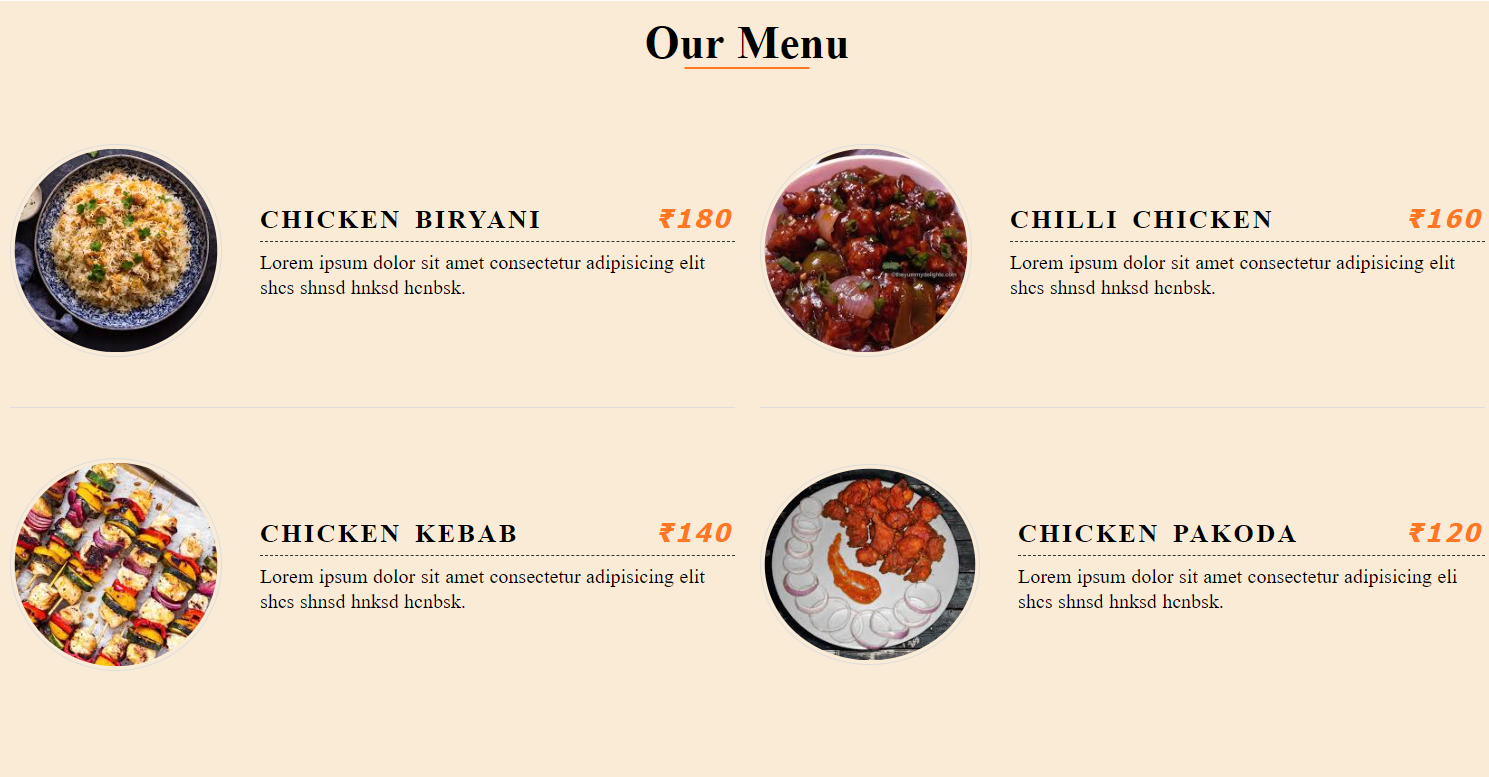 Our Menu
CHICKEN BIRYANI ₹180
Lorem ipsum dolor sit amet consectetur adipisicing elit
shcs shnsd hnksd hcnbsk.
CHILLI CHICKEN ₹160
Lorem ipsum dolor sit amet consectetur adipisicing elit
shcs shnsd hnksd hcnbsk.
©theyummydelights.com
CHICKEN KEBAB ₹140
Lorem ipsum dolor sit amet consectetur adipisicing elit
shcs shnsd hnksd hcnbsk.
CHICKEN PAKODA ₹120
Lorem ipsum dolor sit amet consectetur adipisicing eli
shcs shnsd hnksd hcnbsk.